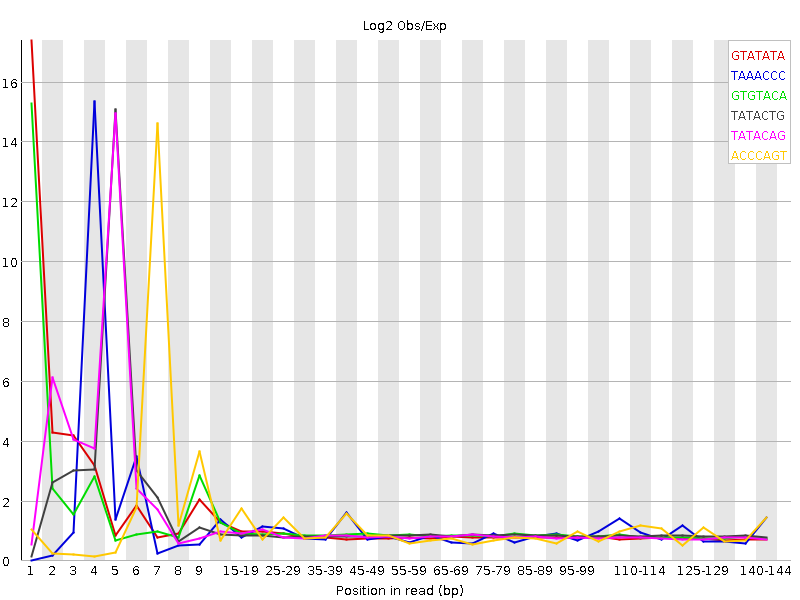 Log2 Obs/Exp
GTATATA
TAAACCC
GTGTACA
TATACTG
TATACAG
ACCCAGT
16
14
12
10
8
6
4
2
0
1 2 3 4 5 6 7 8 9 15-19 25-29 35-39 45-49 55-59 65-69 75-79 85-89 95-99 110-114 125-129 140-144
Position in read (bp)